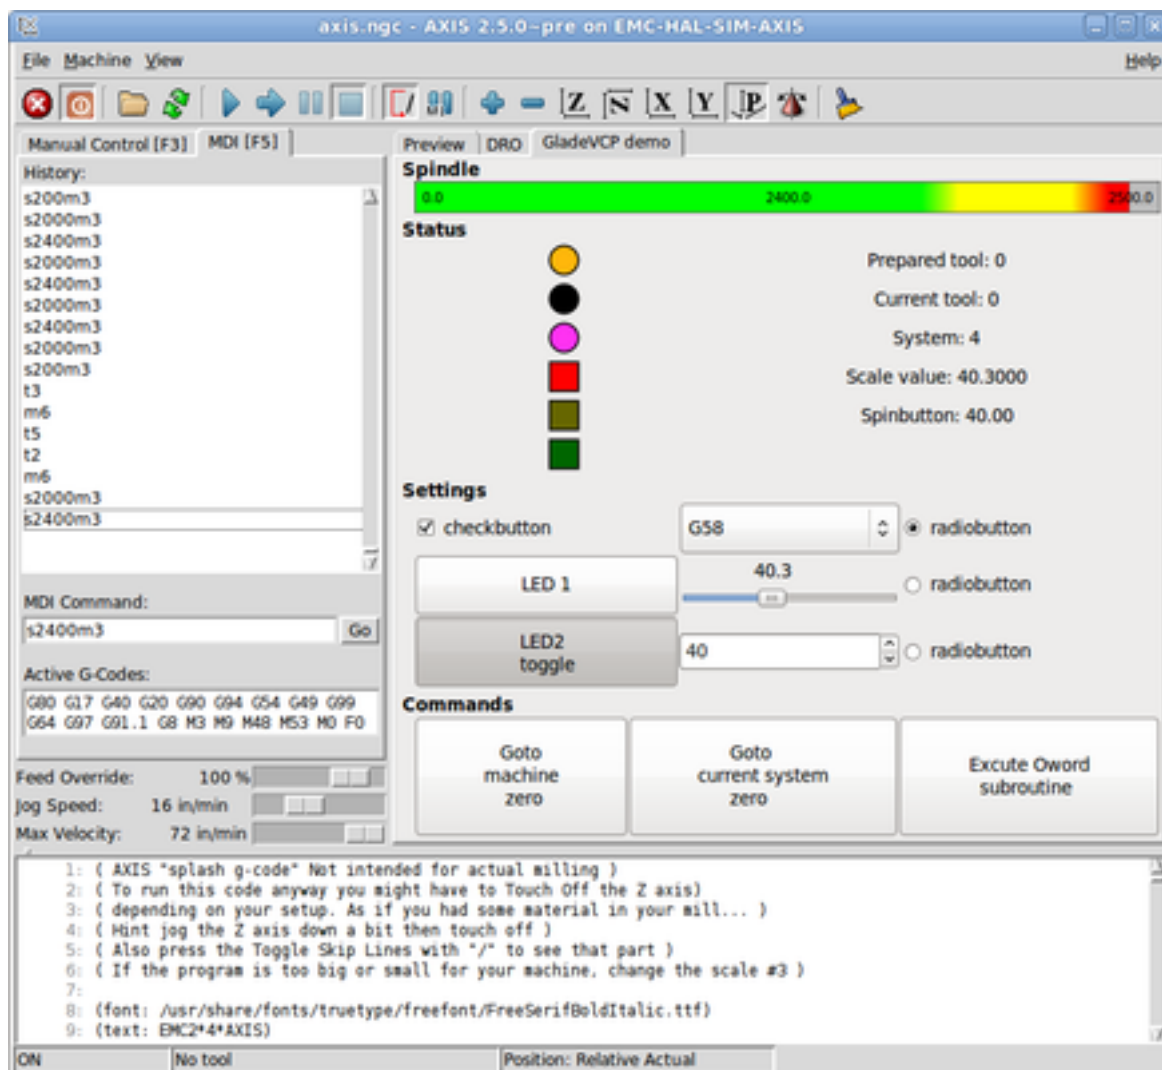 axis.ngc - AXIS 2.5.0~pre on EMC-HAL-SIM-AXIS
File Machine View Help
Z N X Y P
Manual Control [F3] MDI [F5]
History:
s200m3
s2000m3
s2400m3
s2000m3
s2400m3
s2000m3
s2400m3
s2000m3
s200m3
t3
m6
t5
t2
m6
s2000m3
s2400m3
MDI Command:
s2400m3 Go
Active G-Codes:
G80 G17 G40 G20 G90 G94 G54 G49 G99
G64 G97 G91.1 G8 M3 M9 M48 M53 M0 F0
Feed Override: 100 %
Jog Speed: 16 in/min
Max Velocity: 72 in/min
Preview DRO GladeVCP demo
Spindle
0.0 2400.0 2500.0
Status
Prepared tool: 0
Current tool: 0
System: 4
Scale value: 40.3000
Spinbutton: 40.00
Settings
checkbutton G58 radiobutton
LED 1 40.3 radiobutton
LED2
toggle
40 radiobutton
Commands
Goto
machine
zero
Goto
current system
zero
Excute Oword
subroutine
1: ( AXIS "splash g-code" Not intended for actual milling )
2: ( To run this code anyway you might have to Touch Off the Z axis)
3: ( depending on your setup. As if you had some material in your mill... )
4: ( Hint jog the Z axis down a bit then touch off )
5: ( Also press the Toggle Skip Lines with "/" to see that part )
6: ( If the program is too big or small for your machine, change the scale #3 )
7:
8: (font: /usr/share/fonts/truetype/freefont/FreeSerifBoldItalic.ttf)
9: (text: EMC2*4*AXIS)
ON No tool Position: Relative Actual